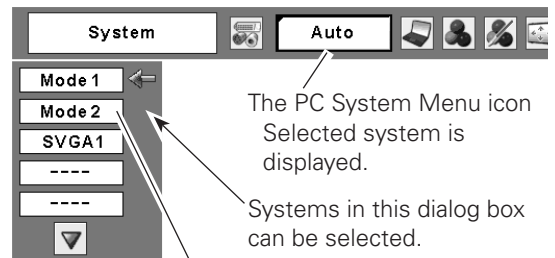 System
Auto
Mode 1
Mode 2
SVGA1
----
----
The PC System Menu icon
Selected system is
displayed.
Systems in this dialog box
can be selected.